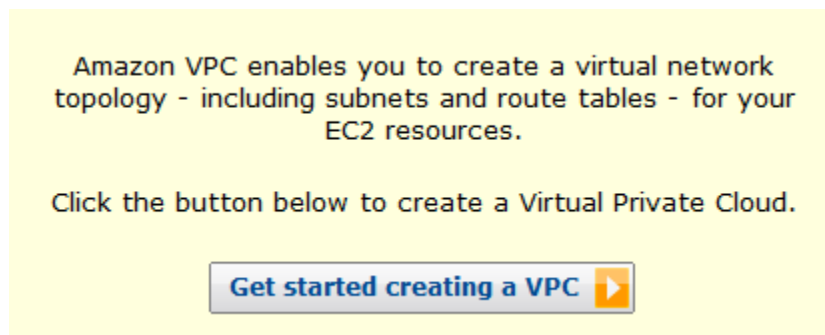 Amazon VPC enables you to create a virtual network
topology - including subnets and route tables - for your
EC2 resources.
Click the button below to create a Virtual Private Cloud.
Get started creating a VPC